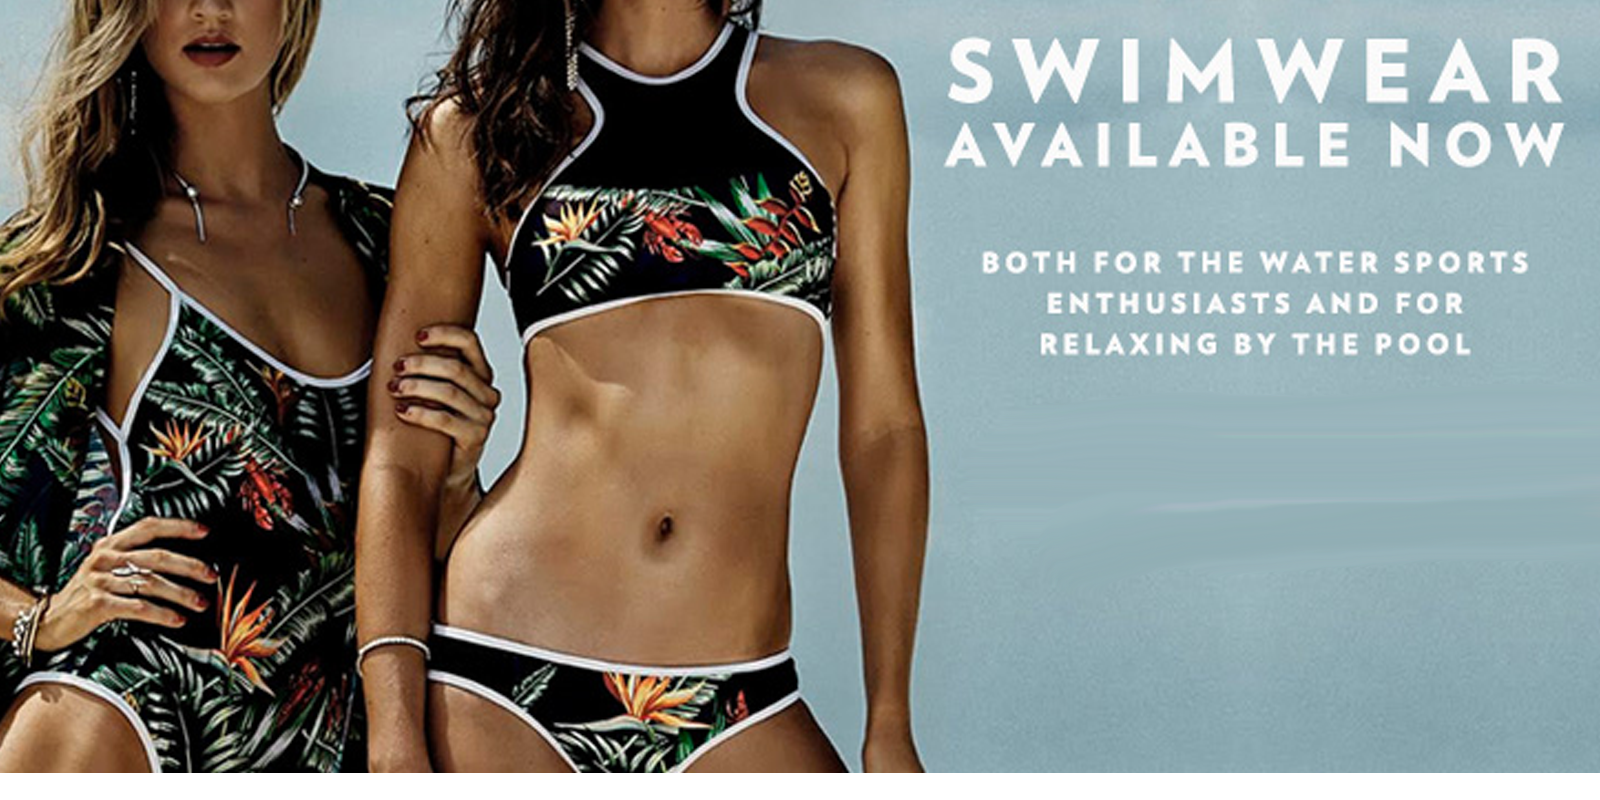 SWIMWEAR
AVAILABLE NOW
BOTH FOR THE WATER SPORTS
ENTHUSIASTS AND FOR
RELAXING BY THE POOL